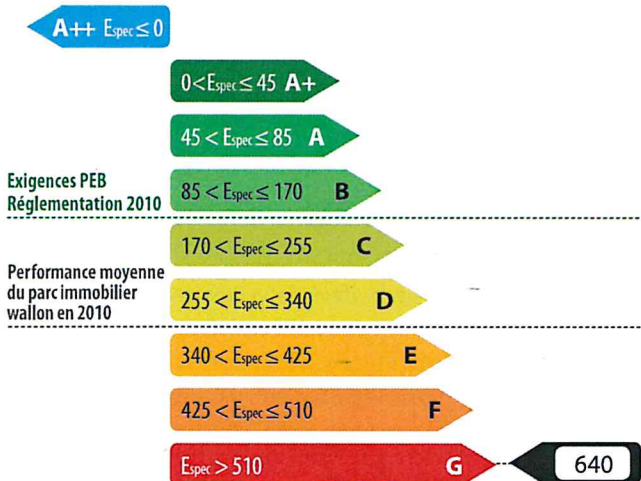 A++ Espec ≤ 0
0 < Espec ≤ 45 A+
45 < Espec ≤ 85 A
Exigences PEB
Réglementation 2010
85 < Espec ≤ 170 B
170 < Espec ≤ 255 C
Performance moyenne
du parc immobilier
wallon en 2010
255 < Espec ≤ 340 D
340 < Espec ≤ 425 E
425 < Espec ≤ 510 F
Espec > 510 G 640